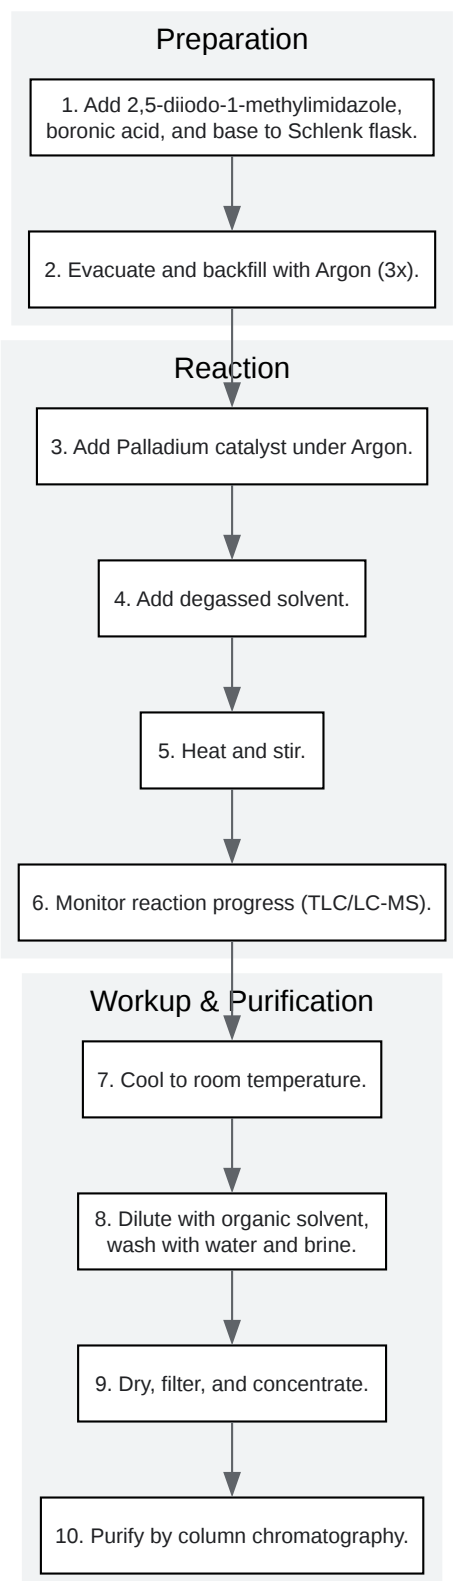 Preparation
1. Add 2,5-diiodo-1-methylimidazole,
boronic acid, and base to Schlenk flask.
2. Evacuate and backfill with Argon (3x).
Reaction
3. Add Palladium catalyst under Argon.
4. Add degassed solvent.
5. Heat and stir.
6. Monitor reaction progress (TLC/LC-MS).
Workup & Purification
7. Cool to room temperature.
8. Dilute with organic solvent,
wash with water and brine.
9. Dry, filter, and concentrate.
10. Purify by column chromatography.